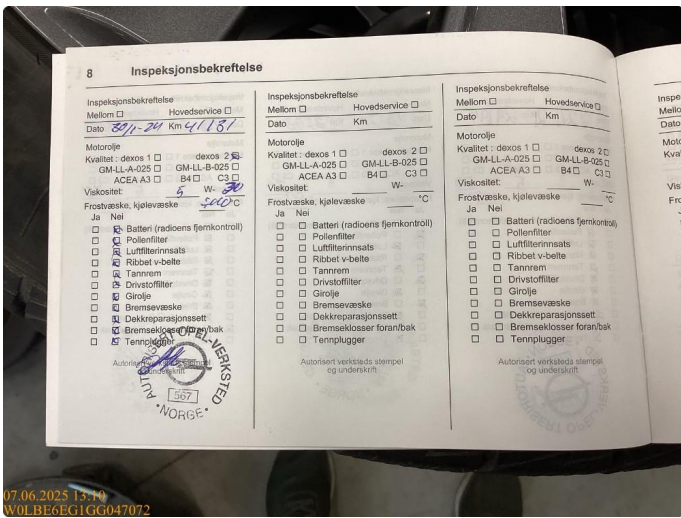 8 Inspeksjonsbekreftelse
Inspeksjonsbekreftelse
Mellom ☐ Hovedservice ☐
Dato 30/1-24 Km 41131
Motorolje
Kvalitet : dexos 1 ☐ dexos 2 ☒
GM-LL-A-025 ☐ GM-LL-B-025 ☐
ACEA A3 ☐ B4 ☐ C3 ☐
Viskositet: 5 W- 30
Frostvæske, kjølevæske °C
Ja Nei
☐ ☒ Batteri (radioens fjernkontroll)
☐ ☒ Pollenfilter
☐ ☒ Luftfilterinnsats
☐ ☒ Ribbet v-belte
☐ ☒ Tannrem
☐ ☒ Drivstoffilter
☐ ☒ Girolje
☐ ☒ Bremsevæske
☐ ☒ Dekkreparasjonssett
☐ ☒ Bremseklosser foran/bak
☐ ☒ Tennplugger
og underskrift
AUTORISERT OPEL-VERKSTED
567
•NORGE•
Inspeksjonsbekreftelse
Mellom ☐ Hovedservice ☐
Dato Km
Motorolje
Kvalitet : dexos 1 ☐ dexos 2 ☐
GM-LL-A-025 ☐ GM-LL-B-025 ☐
ACEA A3 ☐ B4 ☐ C3 ☐
Viskositet: W-
Frostvæske, kjølevæske °C
Ja Nei
☐ ☐ Batteri (radioens fjernkontroll)
☐ ☐ Pollenfilter
☐ ☐ Luftfilterinnsats
☐ ☐ Ribbet v-belte
☐ ☐ Tannrem
☐ ☐ Drivstoffilter
☐ ☐ Girolje
☐ ☐ Bremsevæske
☐ ☐ Dekkreparasjonssett
☐ ☐ Bremseklosser foran/bak
☐ ☐ Tennplugger
Autorisert verksteds stempel
og underskrift
Inspeksjonsbekreftelse
Mellom ☐ Hovedservice ☐
Dato Km
Motorolje
Kvalitet : dexos 1 ☐ dexos 2 ☐
GM-LL-A-025 ☐ GM-LL-B-025 ☐
ACEA A3 ☐ B4 ☐ C3 ☐
Viskositet: W-
Frostvæske, kjølevæske °C
Ja Nei
☐ ☐ Batteri (radioens fjernkontroll)
☐ ☐ Pollenfilter
☐ ☐ Luftfilterinnsats
☐ ☐ Ribbet v-belte
☐ ☐ Tannrem
☐ ☐ Drivstoffilter
☐ ☐ Girolje
☐ ☐ Bremsevæske
☐ ☐ Dekkreparasjonssett
☐ ☐ Bremseklosser foran/bak
☐ ☐ Tennplugger
Autorisert verksteds stempel
og underskrift
07.06.2025 13:10
W0LBE6EG1GG047072